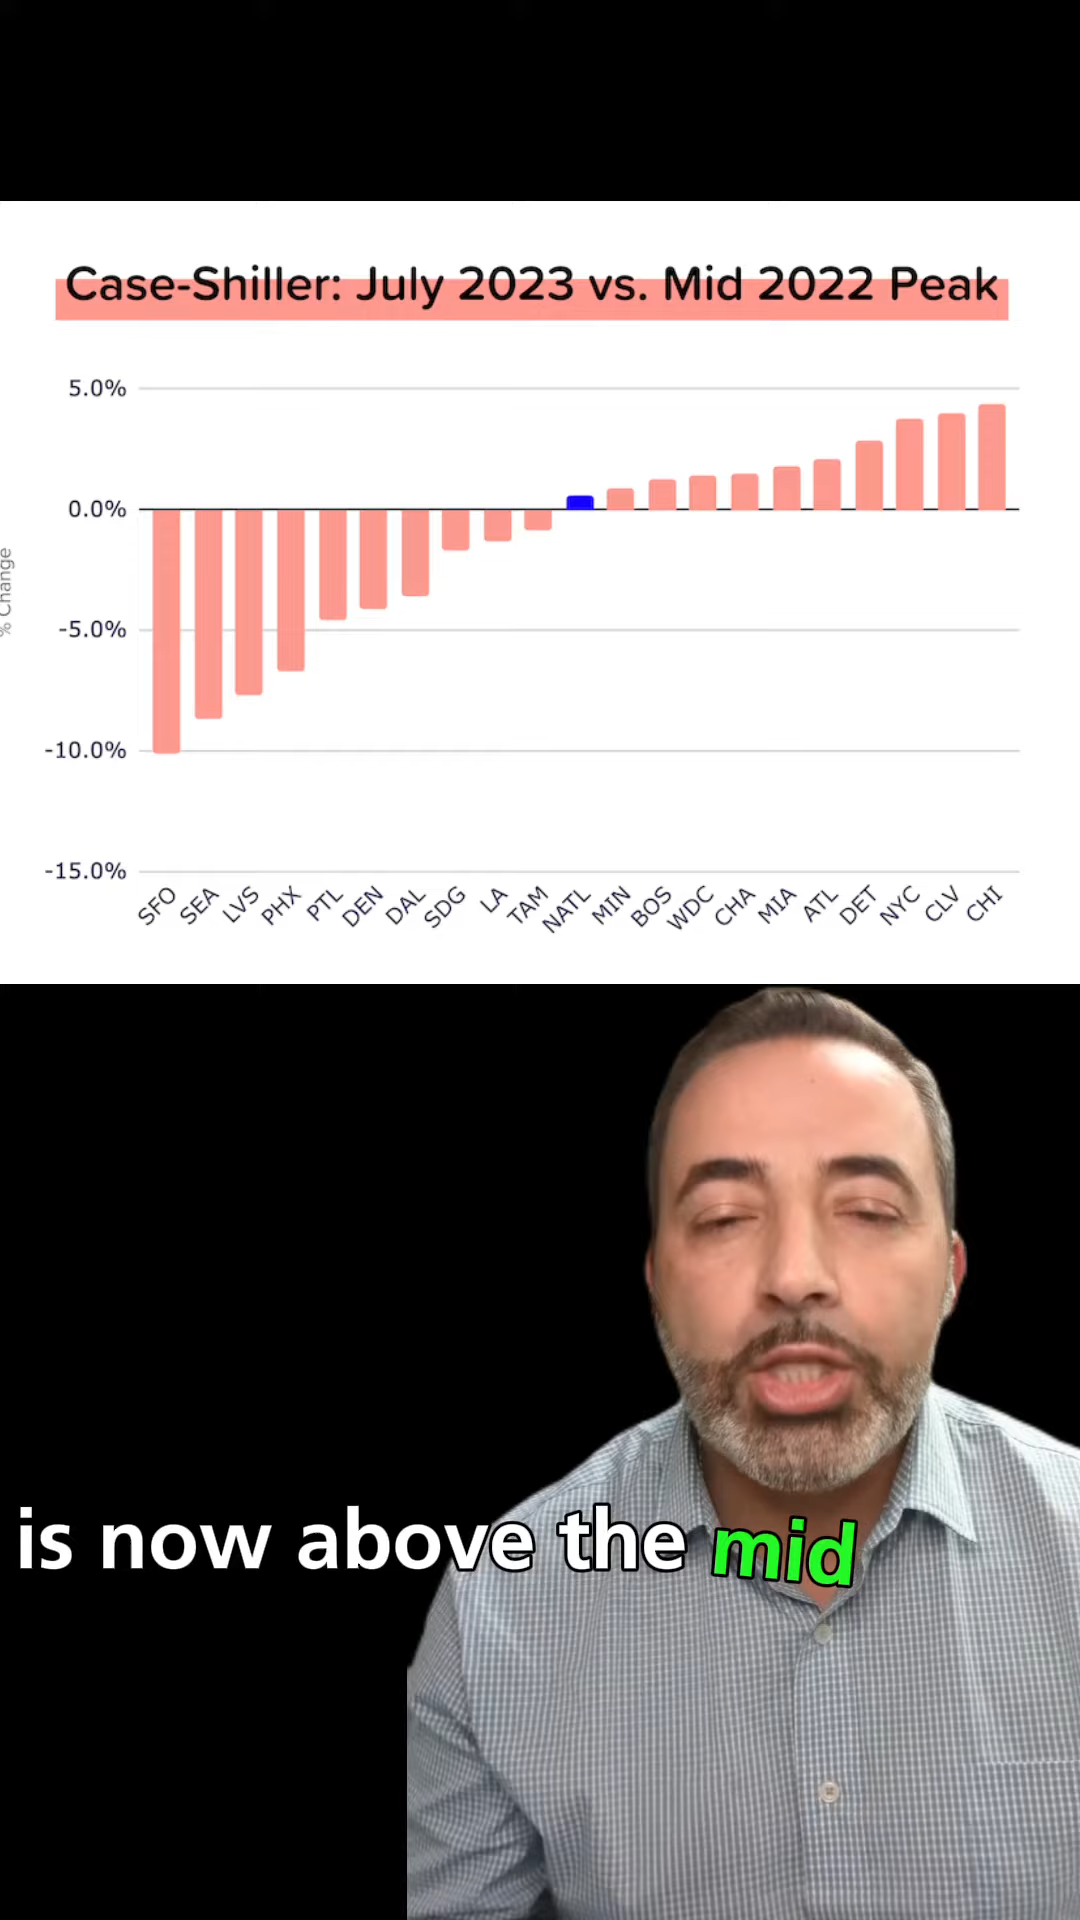 Case-Shiller: July 2023 vs. Mid 2022 Peak
5.0%
0.0%
-5.0%
-10.0%
-15.0%
% Change
SFO SEA LVS PHX PTL DEN DAL SDG LA TAM NATL MIN BOS WDC CHA MIA ATL DET NYC CLV CHI
is now above the mid